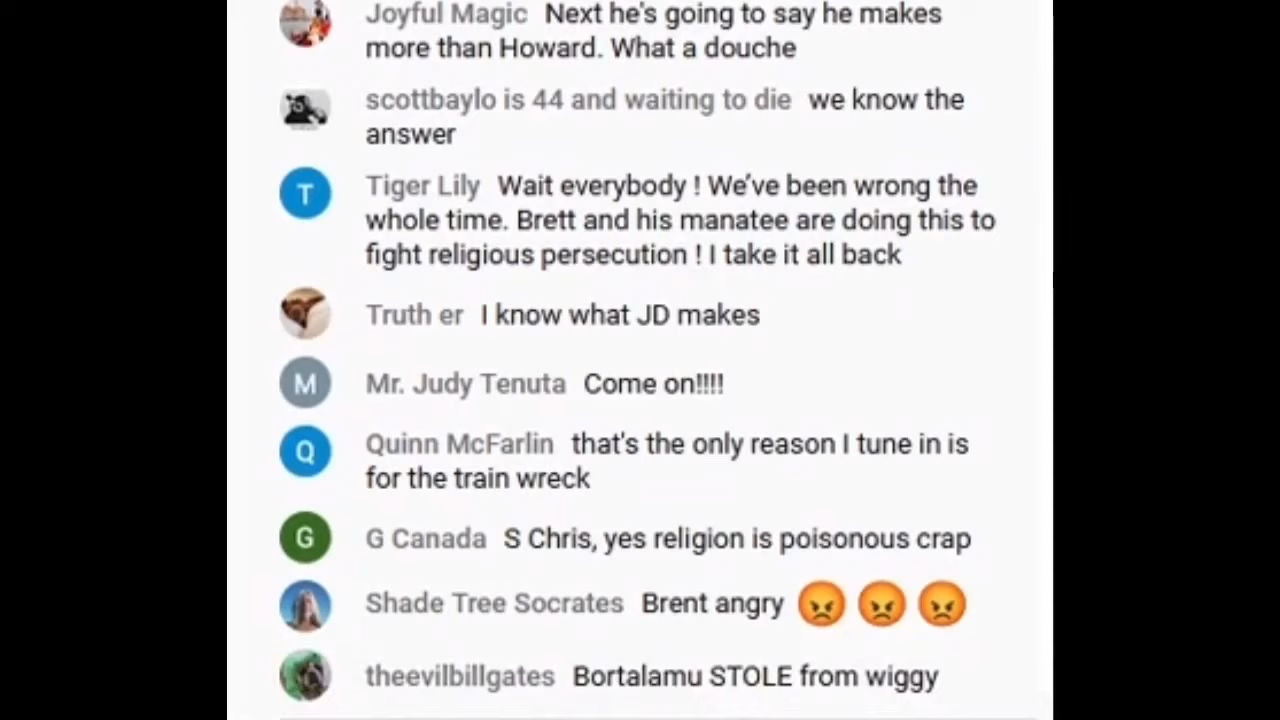 Joyful Magic Next he's going to say he makes
more than Howard. What a douche
scottbaylo is 44 and waiting to die we know the
answer
T Tiger Lily Wait everybody ! We've been wrong the
whole time. Brett and his manatee are doing this to
fight religious persecution ! I take it all back
Truth er I know what JD makes
M Mr. Judy Tenuta Come on!!!!
Q Quinn McFarlin that's the only reason I tune in is
for the train wreck
G G Canada S Chris, yes religion is poisonous crap
Shade Tree Socrates Brent angry 😡 😡 😡
theevilbillgates Bortalamu STOLE from wiggy